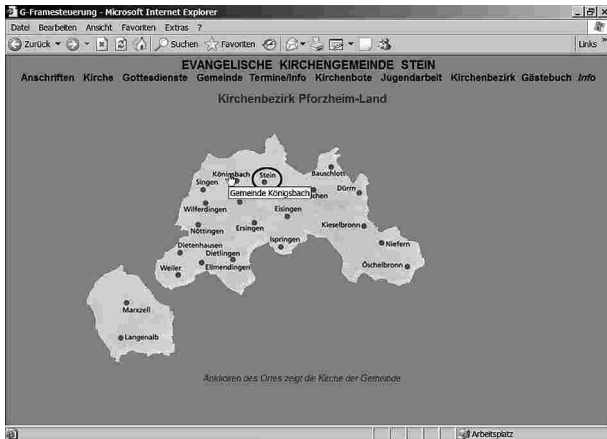 G-Framesteuerung - Microsoft Internet Explorer
Datei Bearbeiten Ansicht Favoriten Extras ?
Zurück Suchen Favoriten Links »
EVANGELISCHE KIRCHENGEMEINDE STEIN
Anschriften Kirche Gottesdienste Gemeinde Termine/Info Kirchenbote Jugendarbeit Kirchenbezirk Gästebuch Info
Kirchenbezirk Pforzheim-Land
Königsbach Stein Bauschlott
Singen Dürrn
Gemeinde Königsbach
Wilferdingen Eisingen
Nöttingen Ersingen Kieselbronn
Ispringen Niefern
Dietenhausen Dietlingen
Weiler Ellmendingen Öschelbronn
Marxzell
Langenalb
Anklicken des Ortes zeigt die Kirche der Gemeinde
Arbeitsplatz